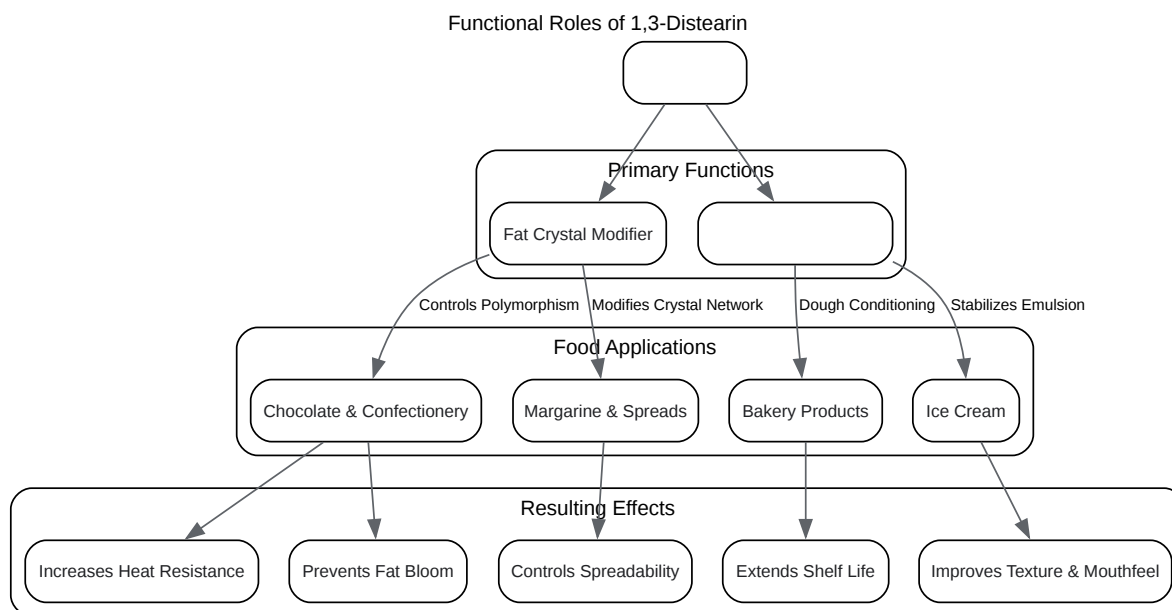 Functional Roles of 1,3-Distearin
Primary Functions
Fat Crystal Modifier
Controls Polymorphism
Modifies Crystal Network
Dough Conditioning
Stabilizes Emulsion
Food Applications
Chocolate & Confectionery
Margarine & Spreads
Bakery Products
Ice Cream
Resulting Effects
Increases Heat Resistance
Prevents Fat Bloom
Controls Spreadability
Extends Shelf Life
Improves Texture & Mouthfeel